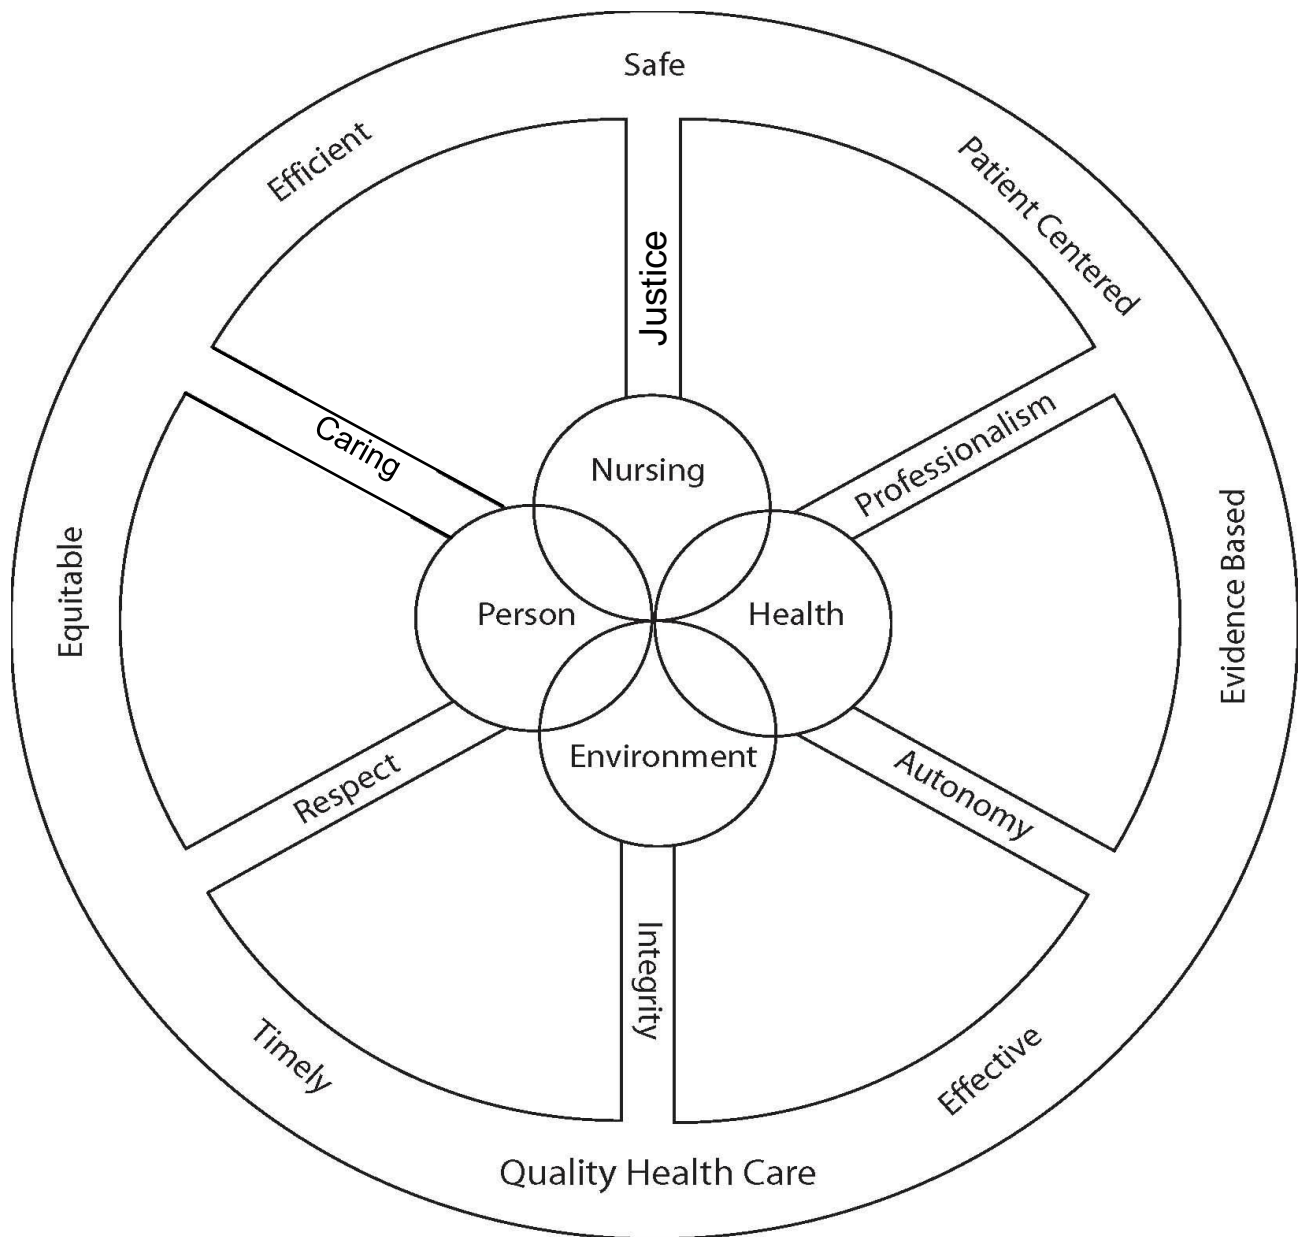 Safe
Efficient
Patient Centered
Justice
Caring
Professionalism
Nursing
Equitable
Evidence Based
Person
Health
Environment
Respect
Autonomy
Integrity
Timely
Effective
Quality Health Care